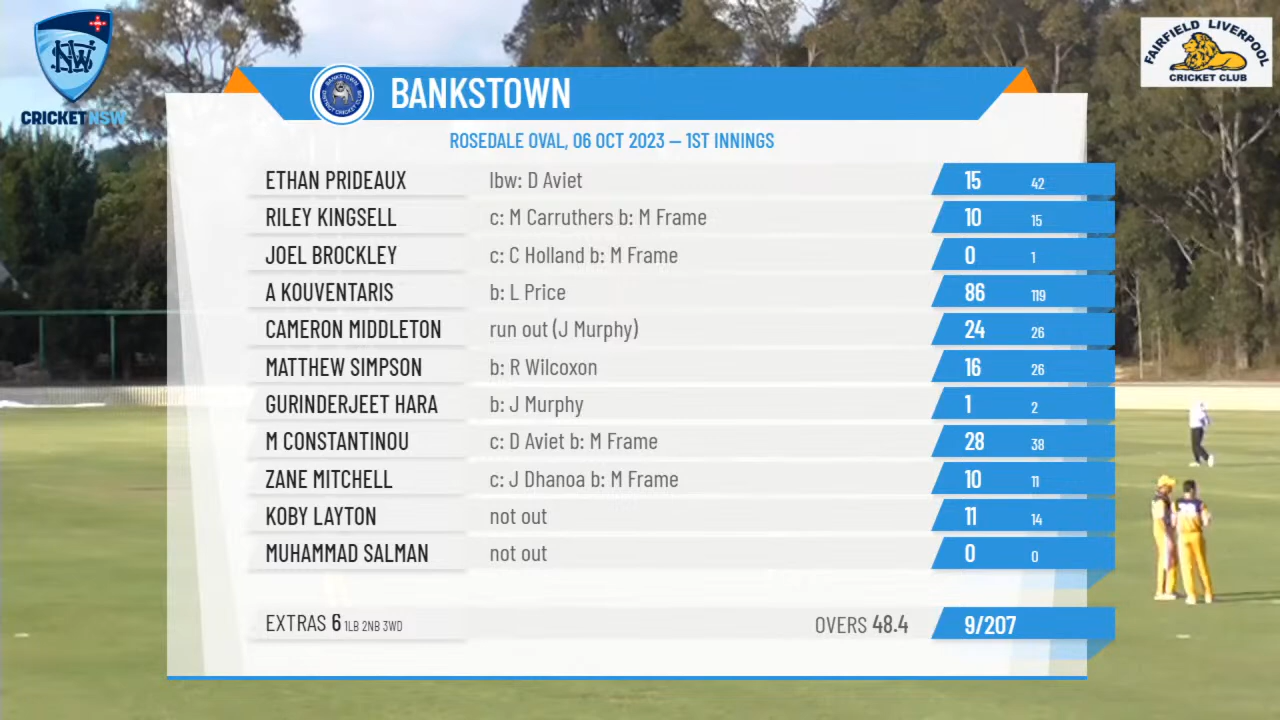 CRICKET NSW
FAIRFIELD LIVERPOOL
CRICKET CLUB
BANKSTOWN
DISTRICT CRICKET CLUB
BANKSTOWN
ROSEDALE OVAL, 06 OCT 2023 – 1ST INNINGS
ETHAN PRIDEAUX lbw: D Aviet 15 42
RILEY KINGSELL c: M Carruthers b: M Frame 10 15
JOEL BROCKLEY c: C Holland b: M Frame 0 1
A KOUVENTARIS b: L Price 86 119
CAMERON MIDDLETON run out (J Murphy) 24 26
MATTHEW SIMPSON b: R Wilcoxon 16 26
GURINDERJEET HARA b: J Murphy 1 2
M CONSTANTINOU c: D Aviet b: M Frame 28 38
ZANE MITCHELL c: J Dhanoa b: M Frame 10 11
KOBY LAYTON not out 11 14
MUHAMMAD SALMAN not out 0 0
EXTRAS 6 1LB 2NB 3WD OVERS 48.4 9/207